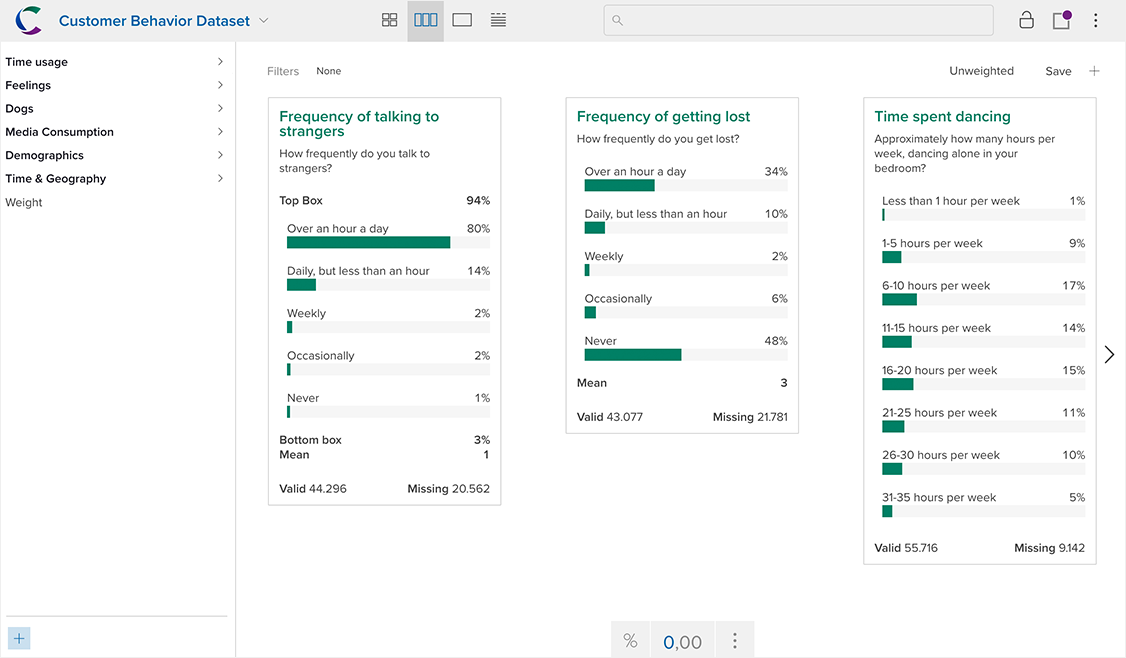 Customer Behavior Dataset
Time usage
Feelings
Dogs
Media Consumption
Demographics
Time & Geography
Weight
Filters None
Unweighted Save
Frequency of talking to
strangers
How frequently do you talk to
strangers?
Top Box 94%
Over an hour a day 80%
Daily, but less than an hour 14%
Weekly 2%
Occasionally 2%
Never 1%
Bottom box 3%
Mean 1
Valid 44.296 Missing 20.562
Frequency of getting lost
How frequently do you get lost?
Over an hour a day 34%
Daily, but less than an hour 10%
Weekly 2%
Occasionally 6%
Never 48%
Mean 3
Valid 43.077 Missing 21.781
Time spent dancing
Approximately how many hours per
week, dancing alone in your
bedroom?
Less than 1 hour per week 1%
1-5 hours per week 9%
6-10 hours per week 17%
11-15 hours per week 14%
16-20 hours per week 15%
21-25 hours per week 11%
26-30 hours per week 10%
31-35 hours per week 5%
Valid 55.716 Missing 9.142
% 0,00